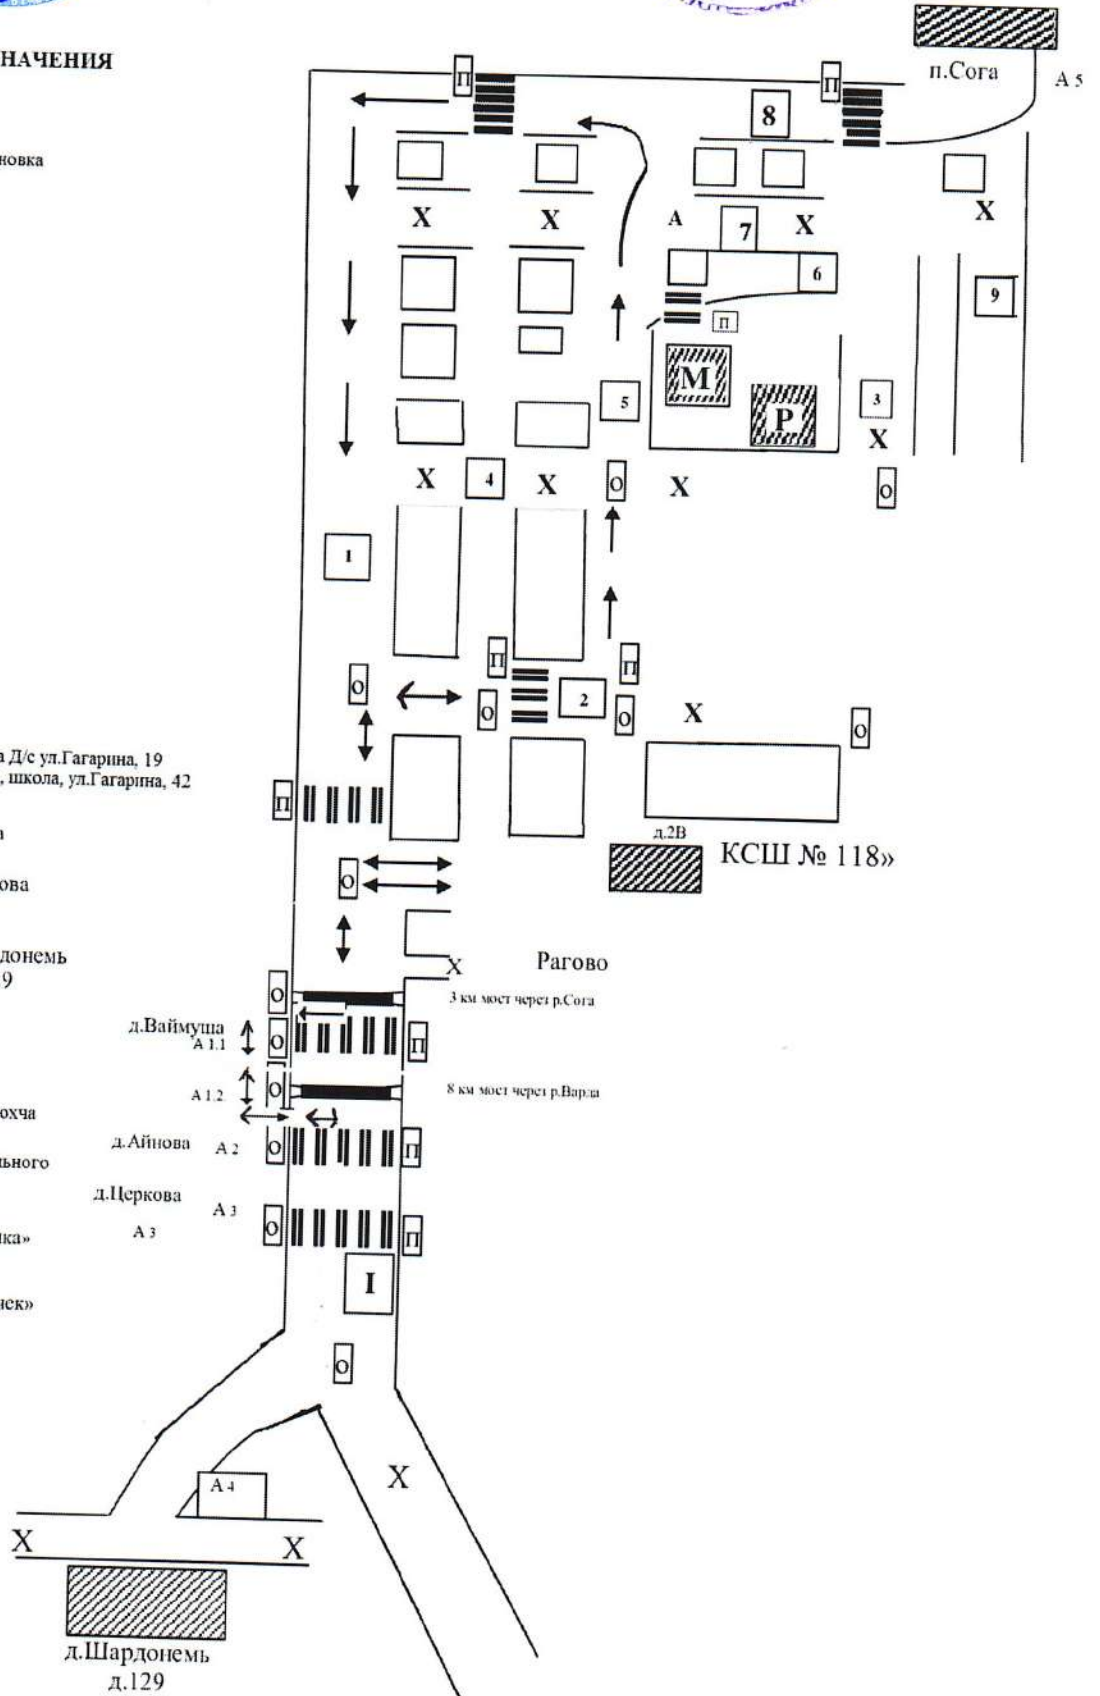 НАЧЕНИЯ
новка
а Д/с ул.Гагарина, 19
, школа, ул.Гагарина, 42
а
ова
донемь
9
охча
ьного
ка»
чек»
п.Сога
А 5
П
П
8
Х
Х
А
7
Х
Х
6
9
П
М
Р
5
3
Х
Х
4
Х
О
Х
О
1
П
П
О
О
2
О
Х
О
П
д.2В
КСШ № 118»
О
Х
Рагово
О
3 км мост через р.Сога
д.Ваймуша
А 1.1
О
П
А 1.2
О
8 км мост через р.Варда
д.Айнова
А 2
О
П
д.Церкова
А 3
А 3
О
П
I
О
А 4
Х
Х
Х
д.Шардонемь
д.129